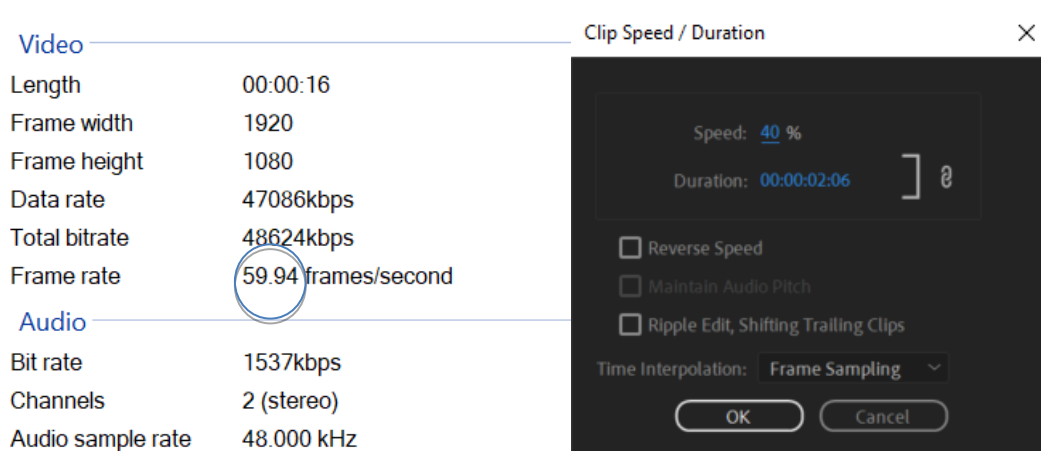 Video
Length 00:00:16
Frame width 1920
Frame height 1080
Data rate 47086kbps
Total bitrate 48624kbps
Frame rate 59.94 frames/second
Audio
Bit rate 1537kbps
Channels 2 (stereo)
Audio sample rate 48.000 kHz
Clip Speed / Duration
Speed: 40 %
Duration: 00:00:02:06
Reverse Speed
Maintain Audio Pitch
Ripple Edit, Shifting Trailing Clips
Time Interpolation: Frame Sampling
OK Cancel